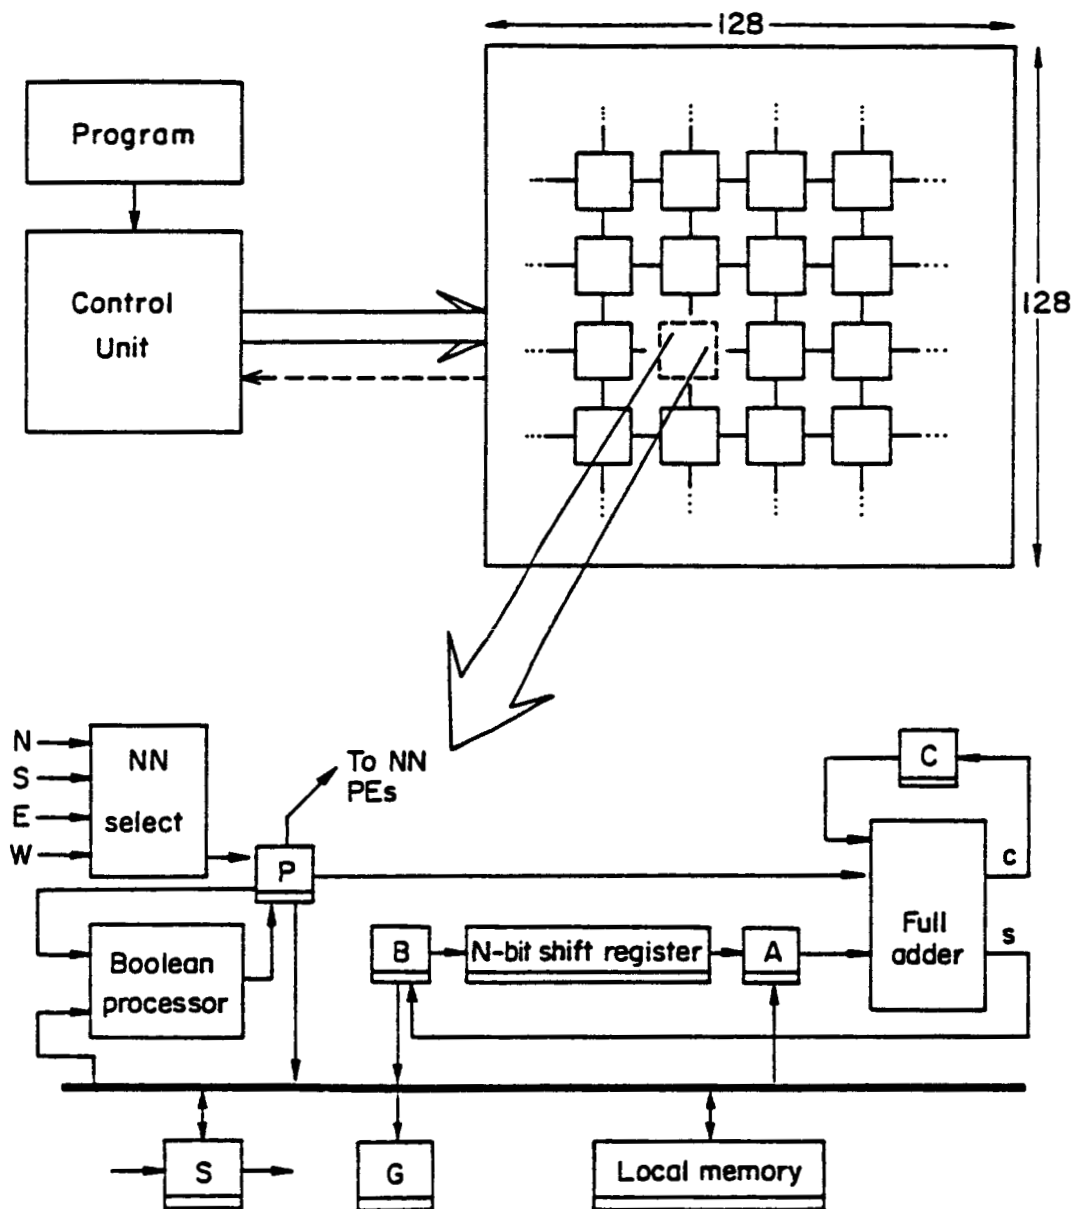 128
Program
Control
Unit
128
N
S
E
W
NN
select
To NN
PEs
P
C
c
s
Full
adder
Boolean
processor
B
N-bit shift register
A
S
G
Local memory